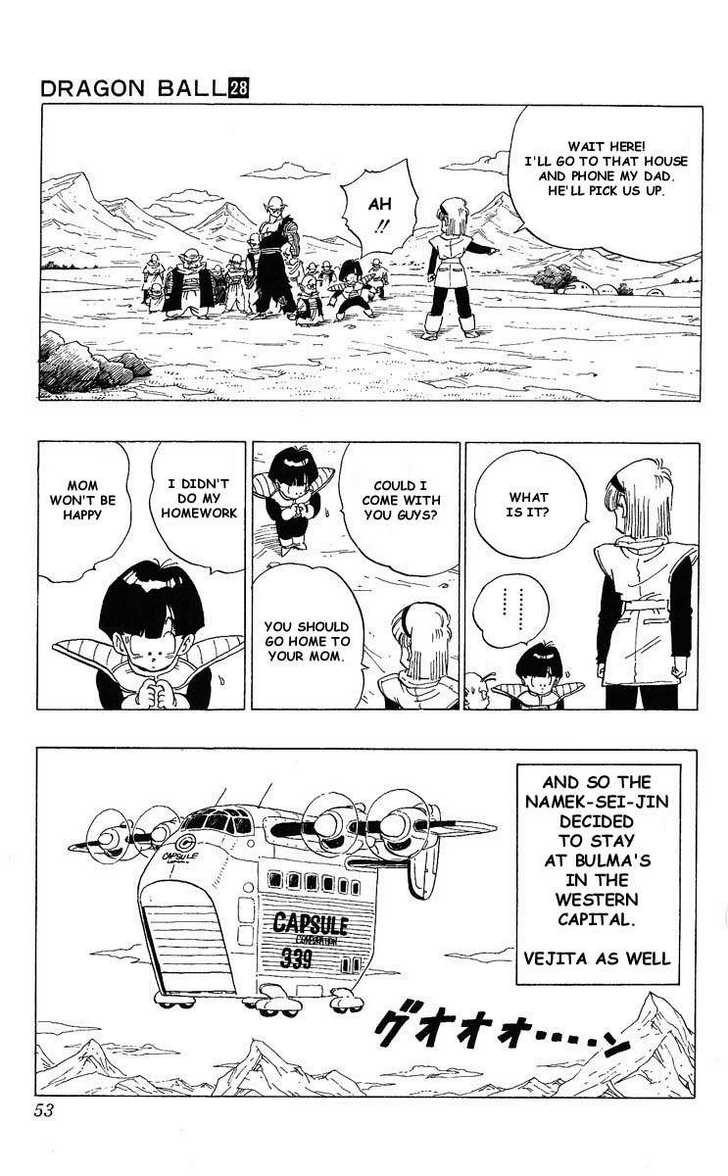 DRAGON BALL 28
WAIT HERE!
I'LL GO TO THAT HOUSE
AND PHONE MY DAD.
HE'LL PICK US UP.
AH
!!
WHAT
IS IT?
COULD I
COME WITH
YOU GUYS?
YOU SHOULD
GO HOME TO
YOUR MOM.
I DIDN'T
DO MY
HOMEWORK
MOM
WON'T BE
HAPPY
AND SO THE
NAMEK-SEI-JIN
DECIDED
TO STAY
AT BULMA'S
IN THE
WESTERN
CAPITAL.
VEJITA AS WELL
CAPSULE
CAPSULE
CORPORATION
339
グオオオ・・・・ン
53